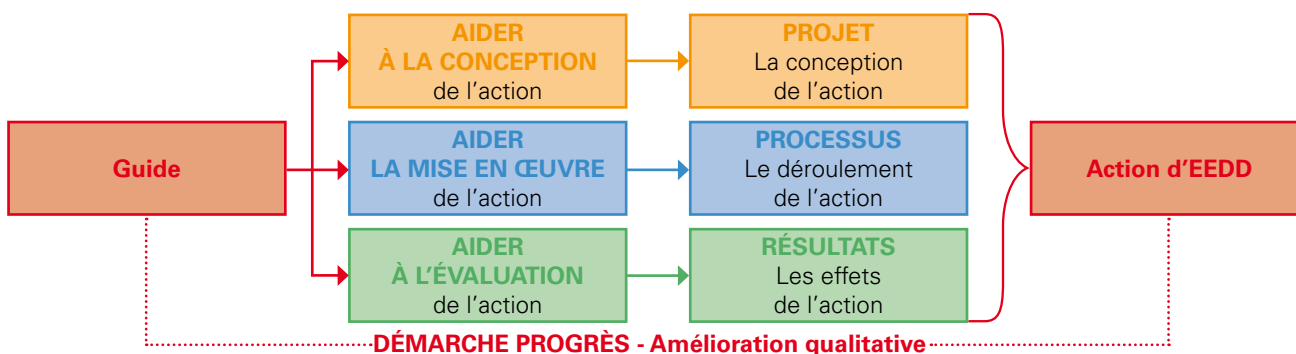 Guide
AIDER
À LA CONCEPTION
de l’action
PROJET
La conception
de l’action
AIDER
LA MISE EN ŒUVRE
de l’action
PROCESSUS
Le déroulement
de l’action
AIDER
À L’ÉVALUATION
de l’action
RÉSULTATS
Les effets
de l’action
Action d’EEDD
DÉMARCHE PROGRÈS - Amélioration qualitative